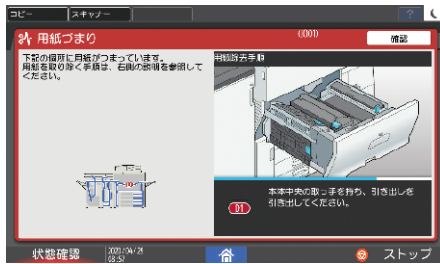 コピー
スキャナー
?
用紙づまり
(J001)
確認
下記の個所に用紙がつまっています。
用紙を取り除く手順は、右側の説明を参照して
ください。
用紙除去手順
D1
本体中央の取っ手を持ち、引き出しを
引き出してください。
状態確認
2021/04/21
08:57
ストップ